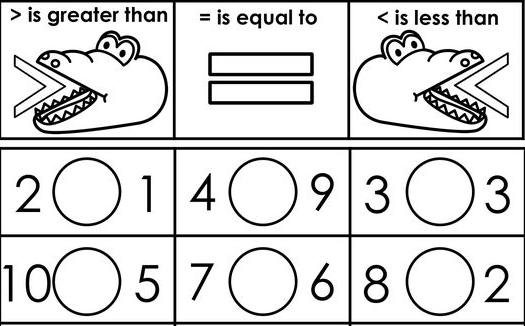 > is greater than
= is equal to
< is less than
2 1
4 9
3 3
10 5
7 6
8 2